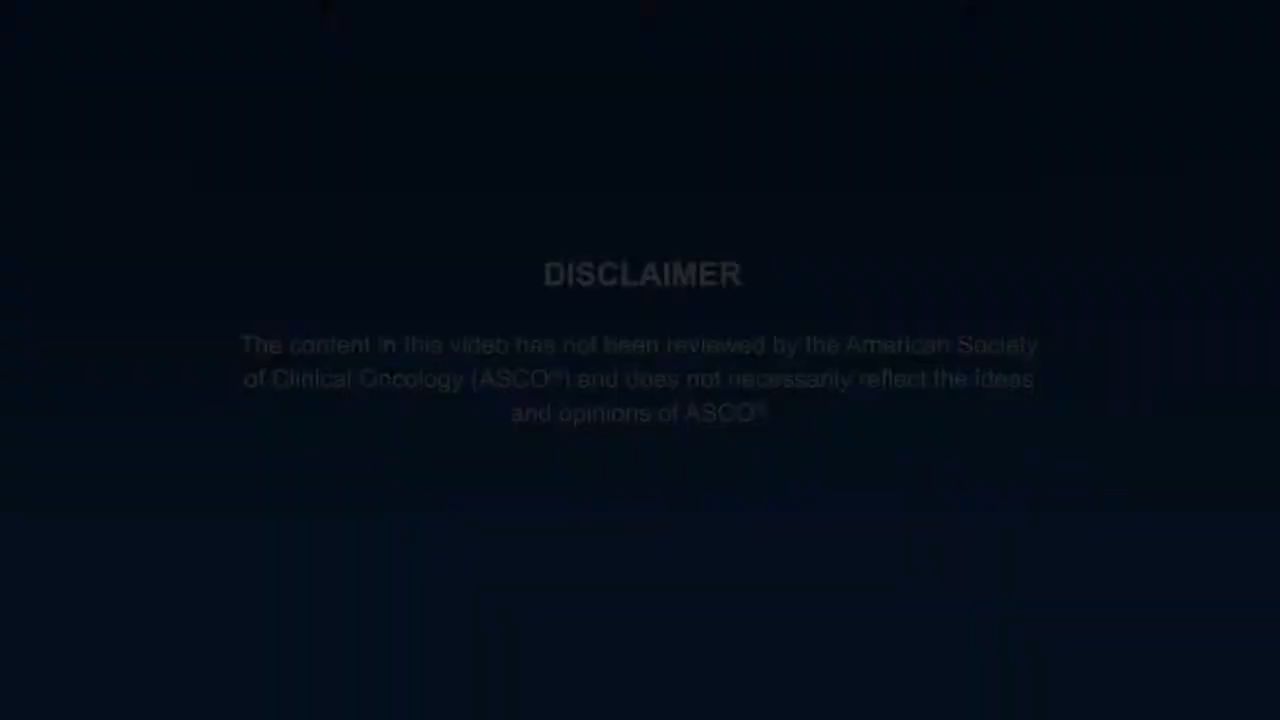 DISCLAIMER
The content in this video has not been reviewed by the American Society
of Clinical Oncology (ASCO®) and does not necessarily reflect the ideas
and opinions of ASCO®